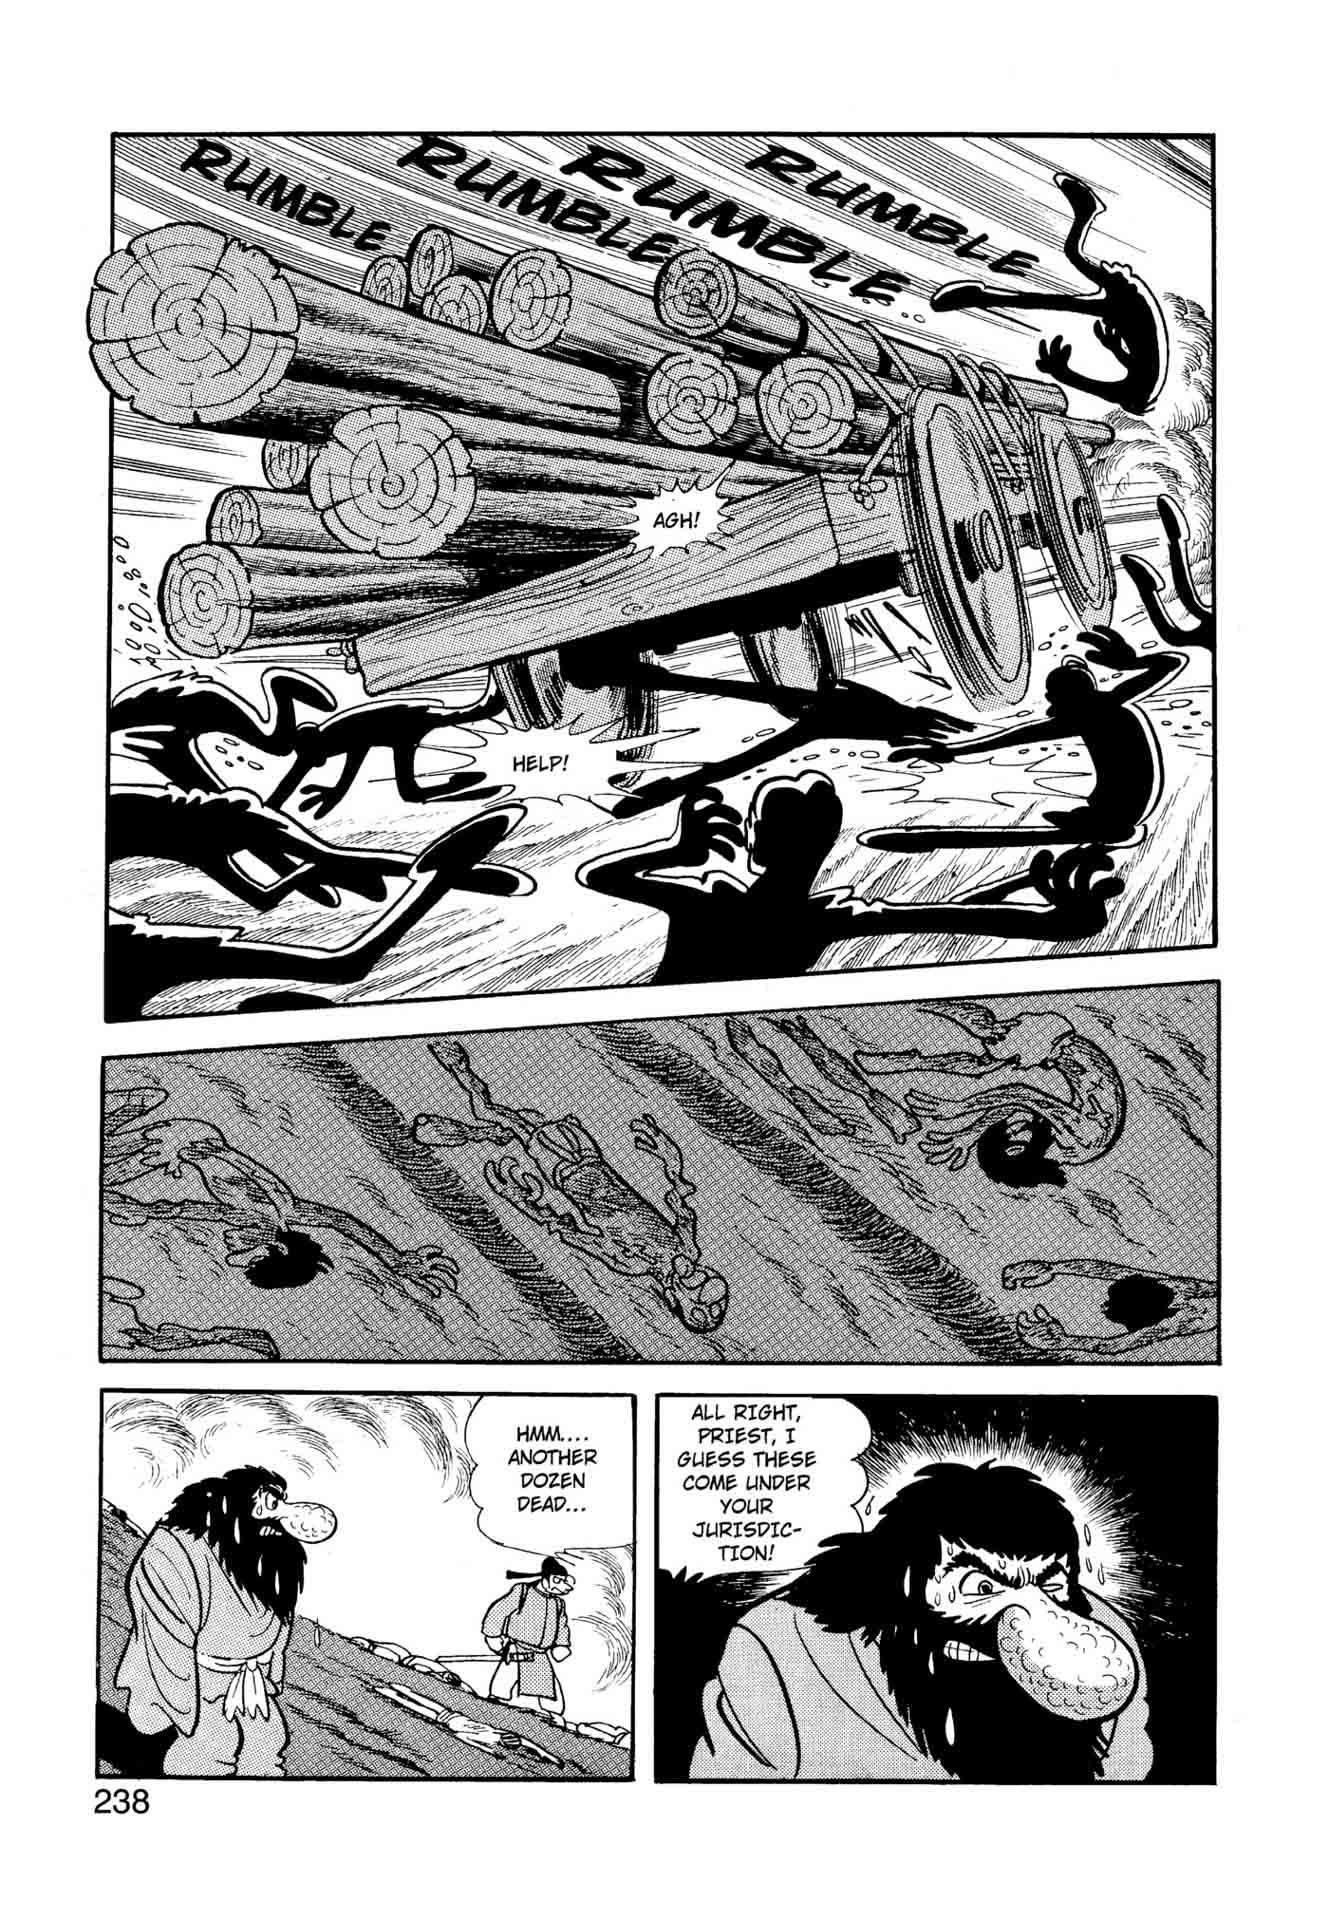 RUMBLE
RUMBLE
RUMBLE
RUMBLE
AGH!
HELP!
HMM....
ANOTHER
DOZEN
DEAD...
ALL RIGHT,
PRIEST, I
GUESS THESE
COME UNDER
YOUR
JURISDIC-
TION!
238